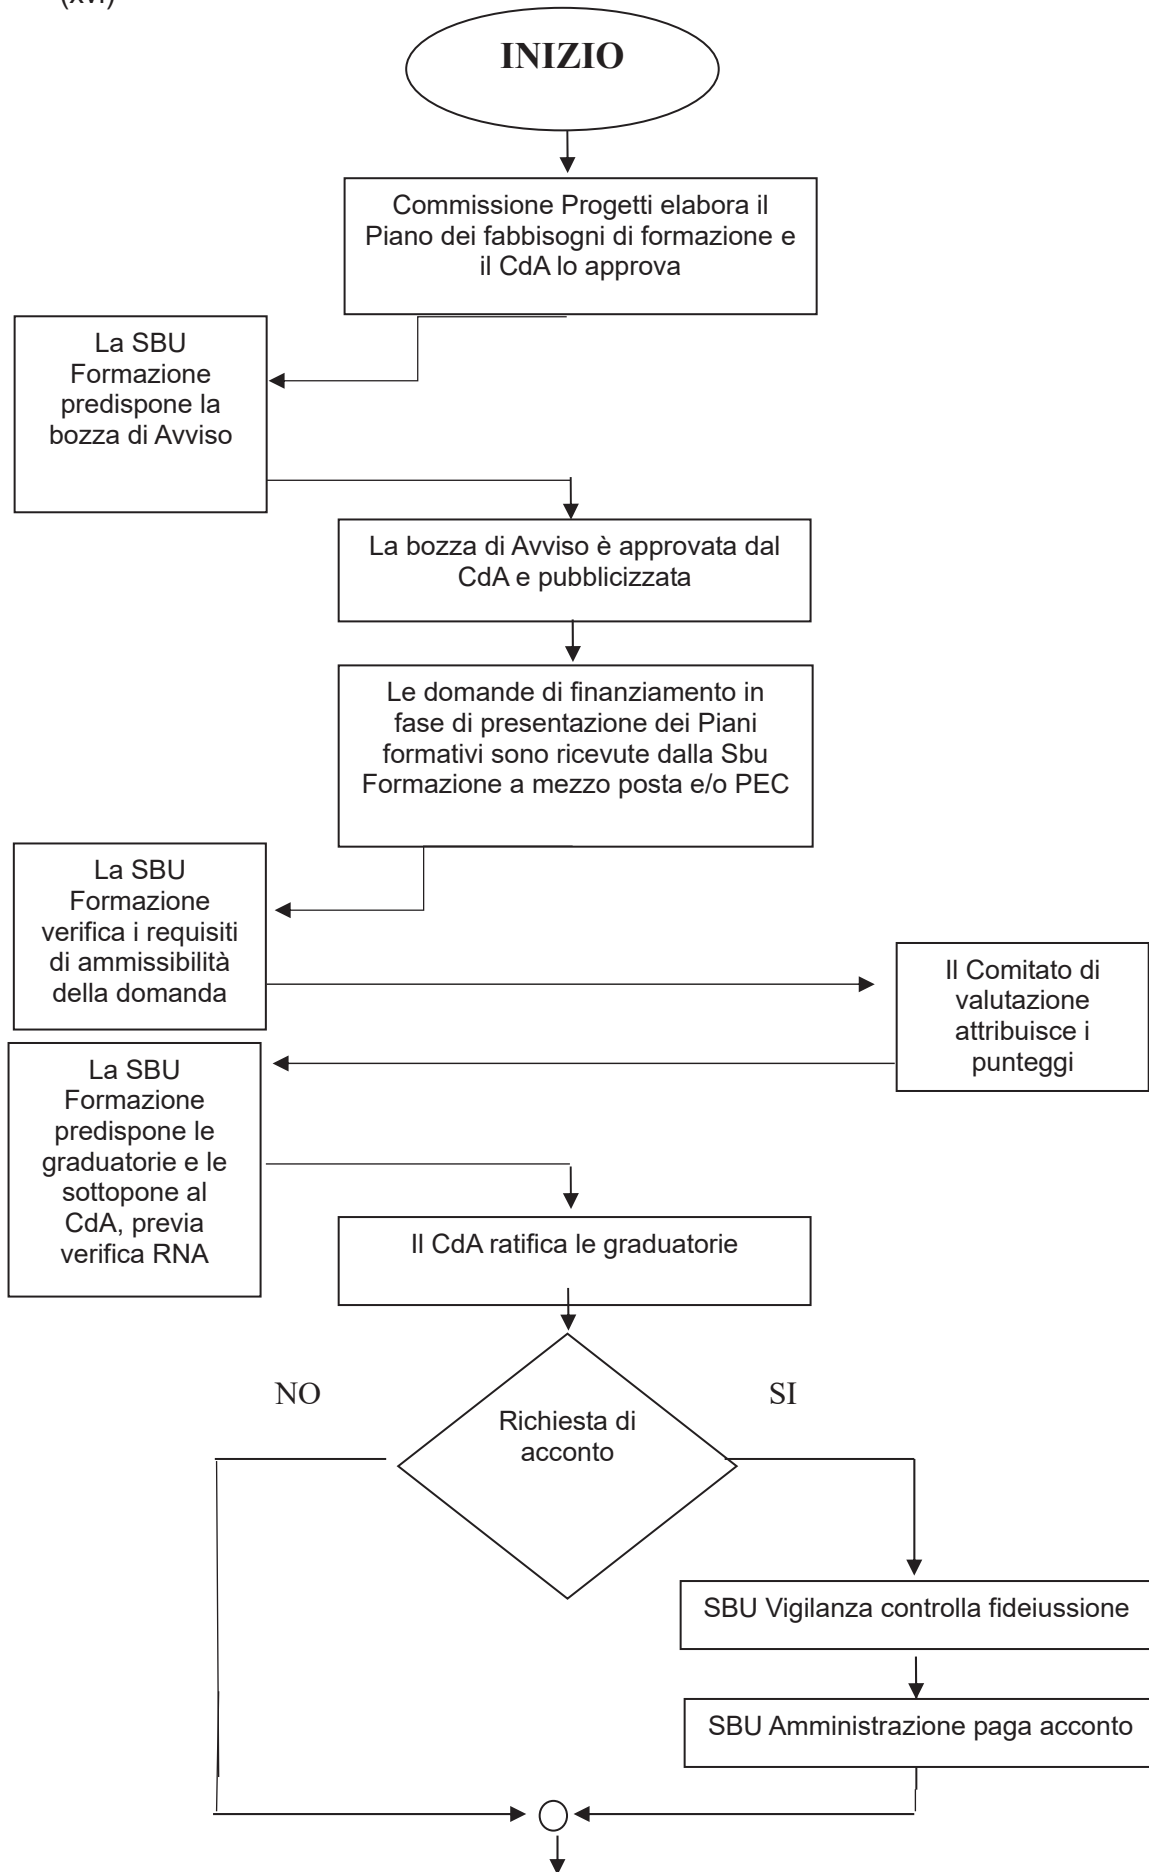 (xvi)
INIZIO
Commissione Progetti elabora il
Piano dei fabbisogni di formazione e
il CdA lo approva
La SBU
Formazione
predispone la
bozza di Avviso
La bozza di Avviso è approvata dal
CdA e pubblicizzata
Le domande di finanziamento in
fase di presentazione dei Piani
formativi sono ricevute dalla Sbu
Formazione a mezzo posta e/o PEC
La SBU
Formazione
verifica i requisiti
di ammissibilità
della domanda
Il Comitato di
valutazione
attribuisce i
punteggi
La SBU
Formazione
predispone le
graduatorie e le
sottopone al
CdA, previa
verifica RNA
Il CdA ratifica le graduatorie
NO
SI
Richiesta di
acconto
SBU Vigilanza controlla fideiussione
SBU Amministrazione paga acconto